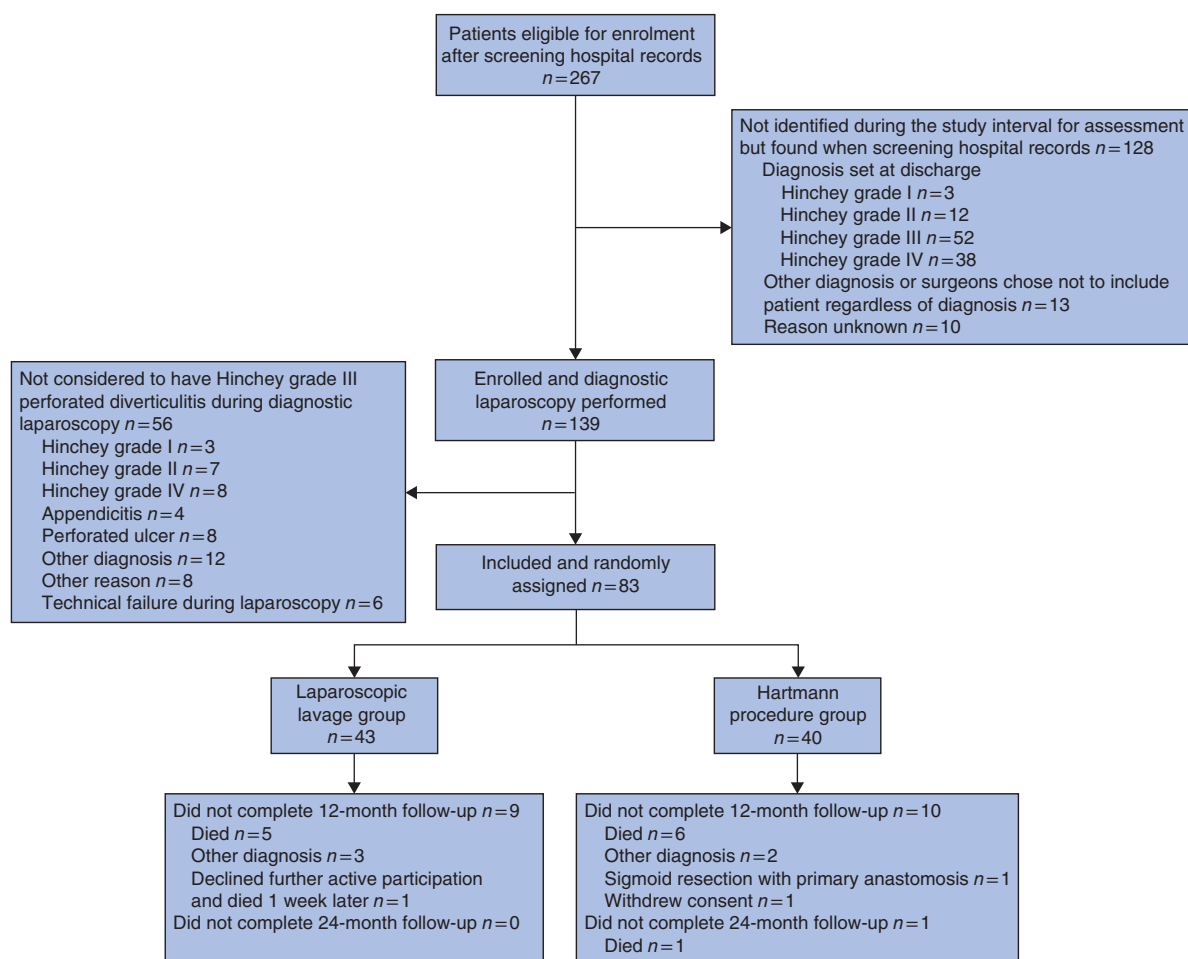 Patients eligible for enrolment
after screening hospital records
n=267
Not identified during the study interval for assessment
but found when screening hospital records n=128
Diagnosis set at discharge
Hinchey grade I n=3
Hinchey grade II n=12
Hinchey grade III n=52
Hinchey grade IV n=38
Other diagnosis or surgeons chose not to include
patient regardless of diagnosis n=13
Reason unknown n=10
Enrolled and diagnostic
laparoscopy performed
n=139
Not considered to have Hinchey grade III
perforated diverticulitis during diagnostic
laparoscopy n=56
Hinchey grade I n=3
Hinchey grade II n=7
Hinchey grade IV n=8
Appendicitis n=4
Perforated ulcer n=8
Other diagnosis n=12
Other reason n=8
Technical failure during laparoscopy n=6
Included and randomly
assigned n=83
Laparoscopic
lavage group
n=43
Hartmann
procedure group
n=40
Did not complete 12-month follow-up n=9
Died n=5
Other diagnosis n=3
Declined further active participation
and died 1 week later n=1
Did not complete 24-month follow-up n=0
Did not complete 12-month follow-up n=10
Died n=6
Other diagnosis n=2
Sigmoid resection with primary anastomosis n=1
Withdrew consent n=1
Did not complete 24-month follow-up n=1
Died n=1